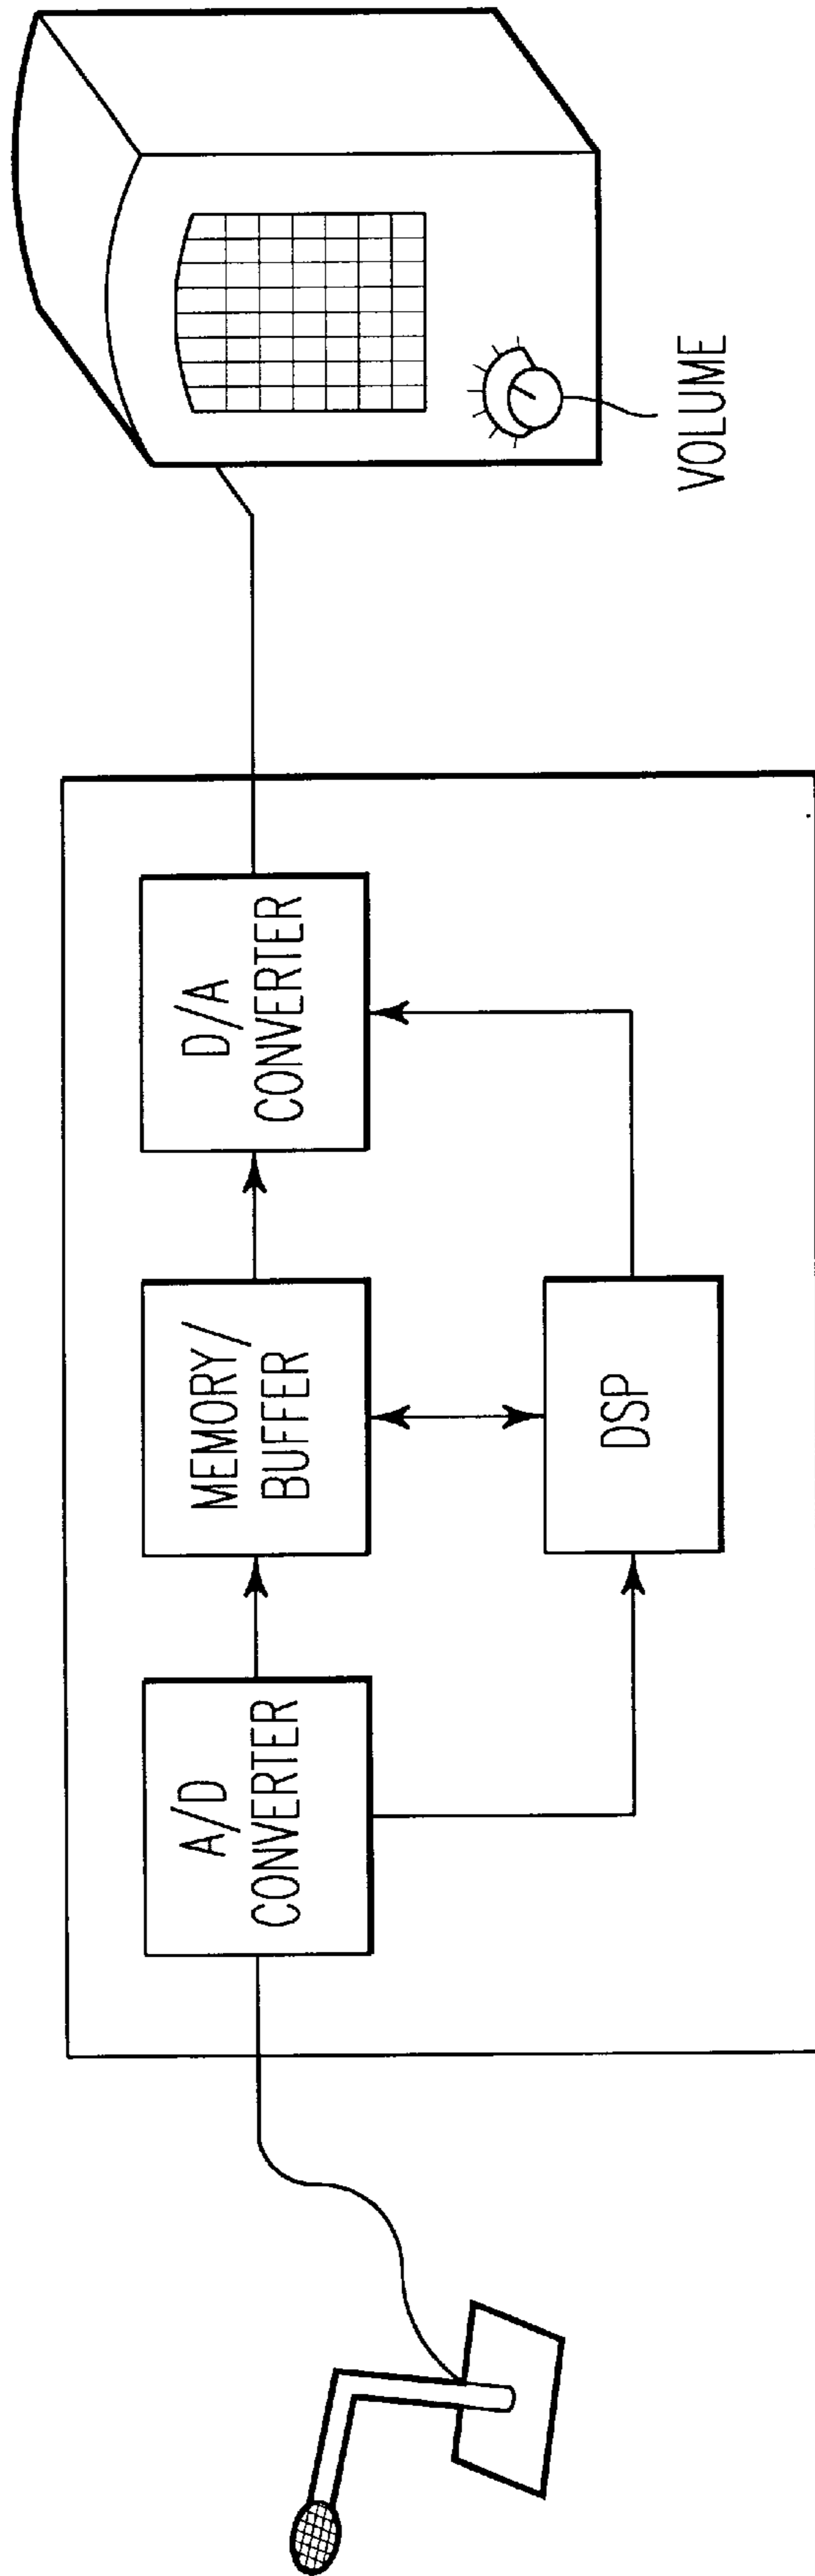 A/D
CONVERTER
MEMORY/
BUFFER
D/A
CONVERTER
DSP
VOLUME